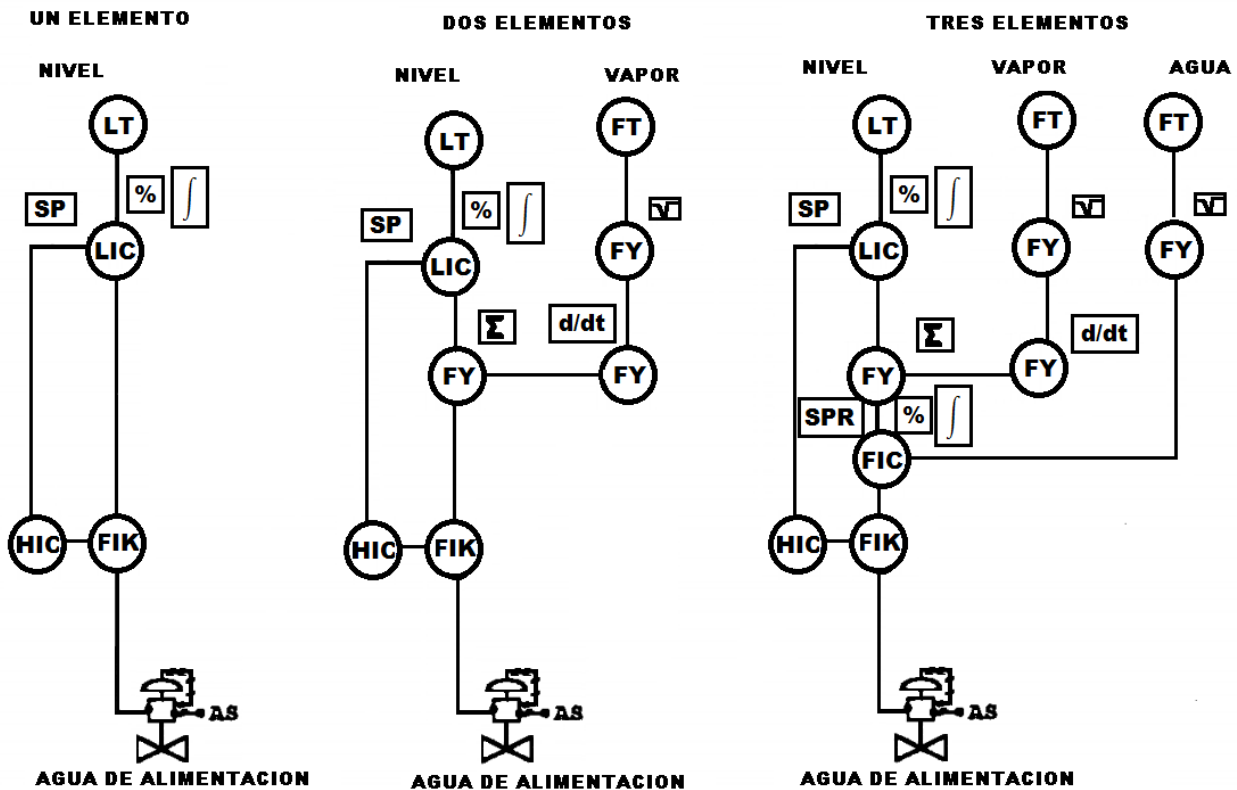 UN ELEMENTO
NIVEL
LT
% ∫
SP
LIC
HIC FIK
AS
AGUA DE ALIMENTACION
DOS ELEMENTOS
NIVEL VAPOR
LT FT
% ∫ √
SP
LIC FY
Σ d/dt
FY FY
HIC FIK
AS
AGUA DE ALIMENTACION
TRES ELEMENTOS
NIVEL VAPOR AGUA
LT FT FT
SP % ∫ √ √
LIC FY FY
Σ d/dt
FY FY
SPR % ∫
FIC
HIC FIK
AS
AGUA DE ALIMENTACION